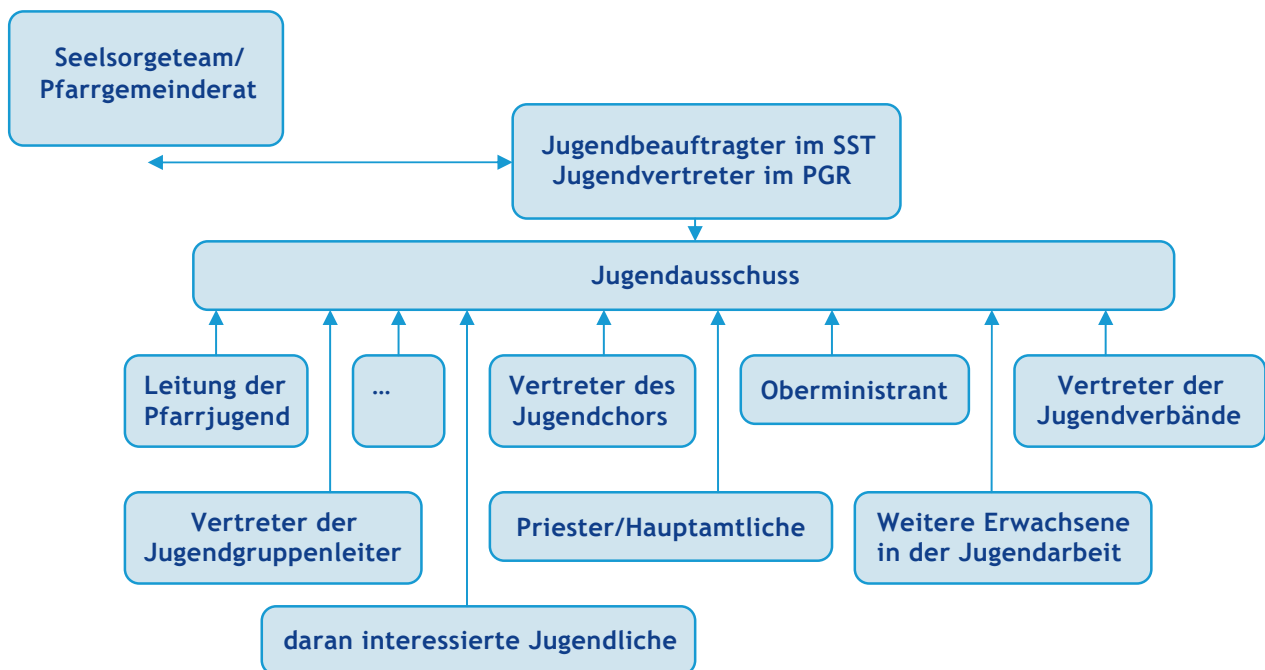 Seelsorgeteam/
Pfarrgemeinderat
Jugendbeauftragter im SST
Jugendvertreter im PGR
Jugendausschuss
Leitung der
Pfarrjugend
…
Vertreter des
Jugendchors
Oberministrant
Vertreter der
Jugendverbände
Vertreter der
Jugendgruppenleiter
Priester/Hauptamtliche
Weitere Erwachsene
in der Jugendarbeit
daran interessierte Jugendliche